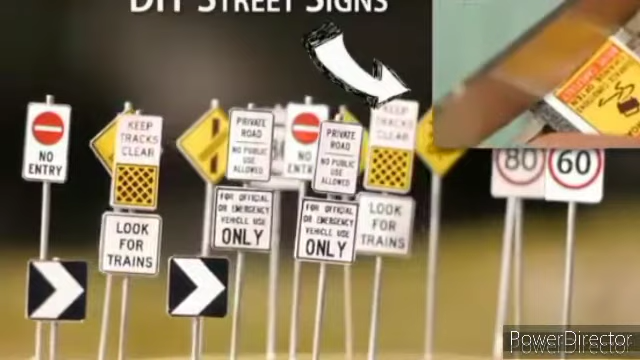 DIY STREET SIGNS
NO
ENTRY
KEEP
TRACKS
CLEAR
LOOK
FOR
TRAINS
PRIVATE
ROAD
NO PUBLIC
USE
ALLOWED
FOR OFFICIAL
OR EMERGENCY
VEHICLE USE
ONLY
NO
ENTRY
PRIVATE
ROAD
NO PUBLIC
USE
ALLOWED
FOR OFFICIAL
OR EMERGENCY
VEHICLE USE
ONLY
KEEP
TRACKS
CLEAR
LOOK
FOR
TRAINS
80
60
PowerDirector